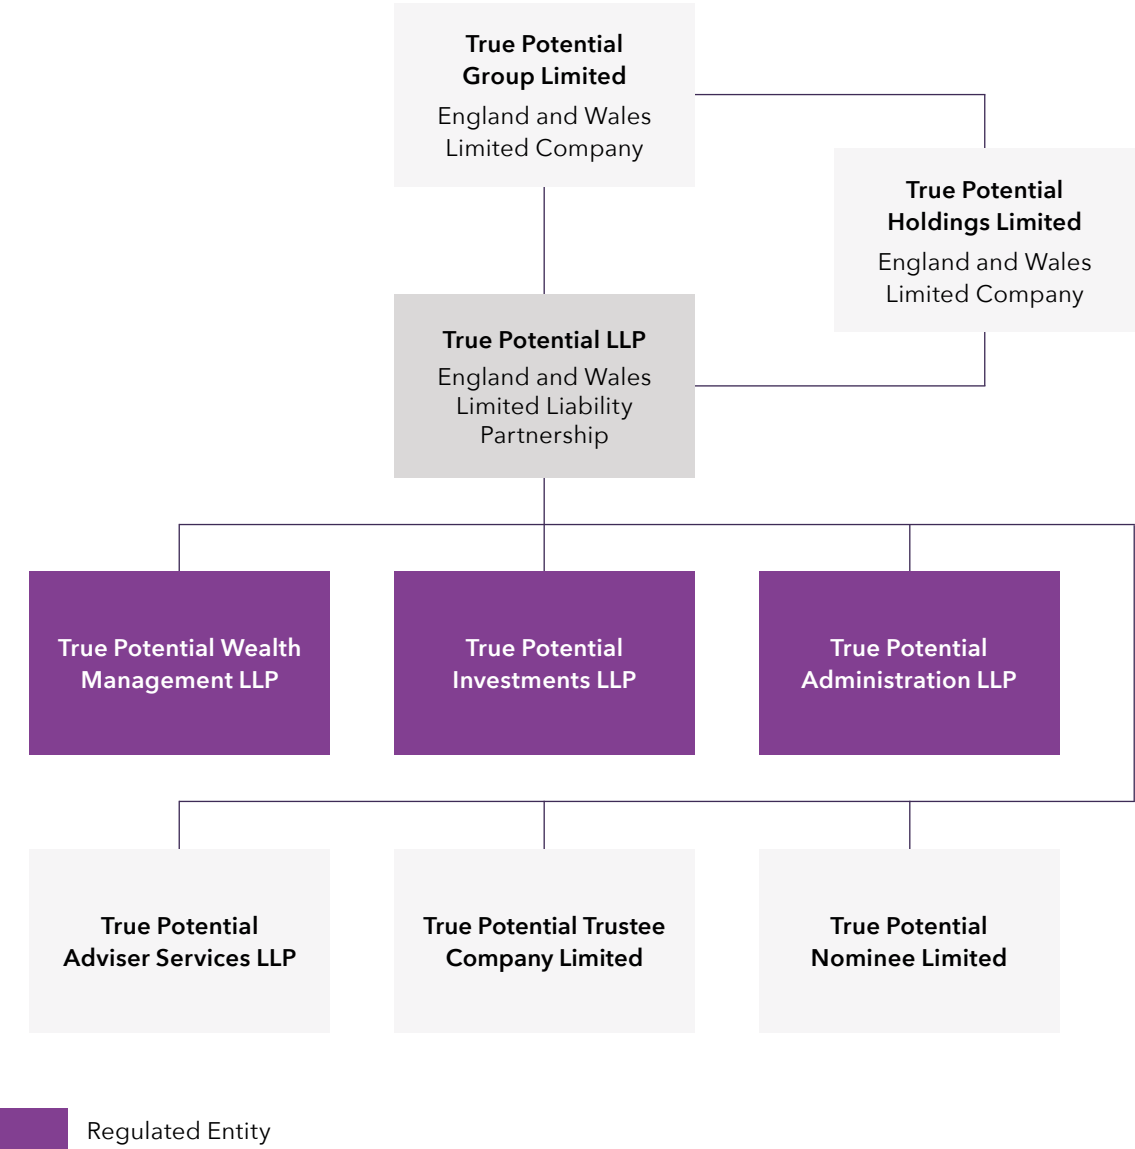 True Potential
Group Limited
England and Wales
Limited Company
True Potential
Holdings Limited
England and Wales
Limited Company
True Potential LLP
England and Wales
Limited Liability
Partnership
True Potential Wealth
Management LLP
True Potential
Investments LLP
True Potential
Administration LLP
True Potential
Adviser Services LLP
True Potential Trustee
Company Limited
True Potential
Nominee Limited
Regulated Entity